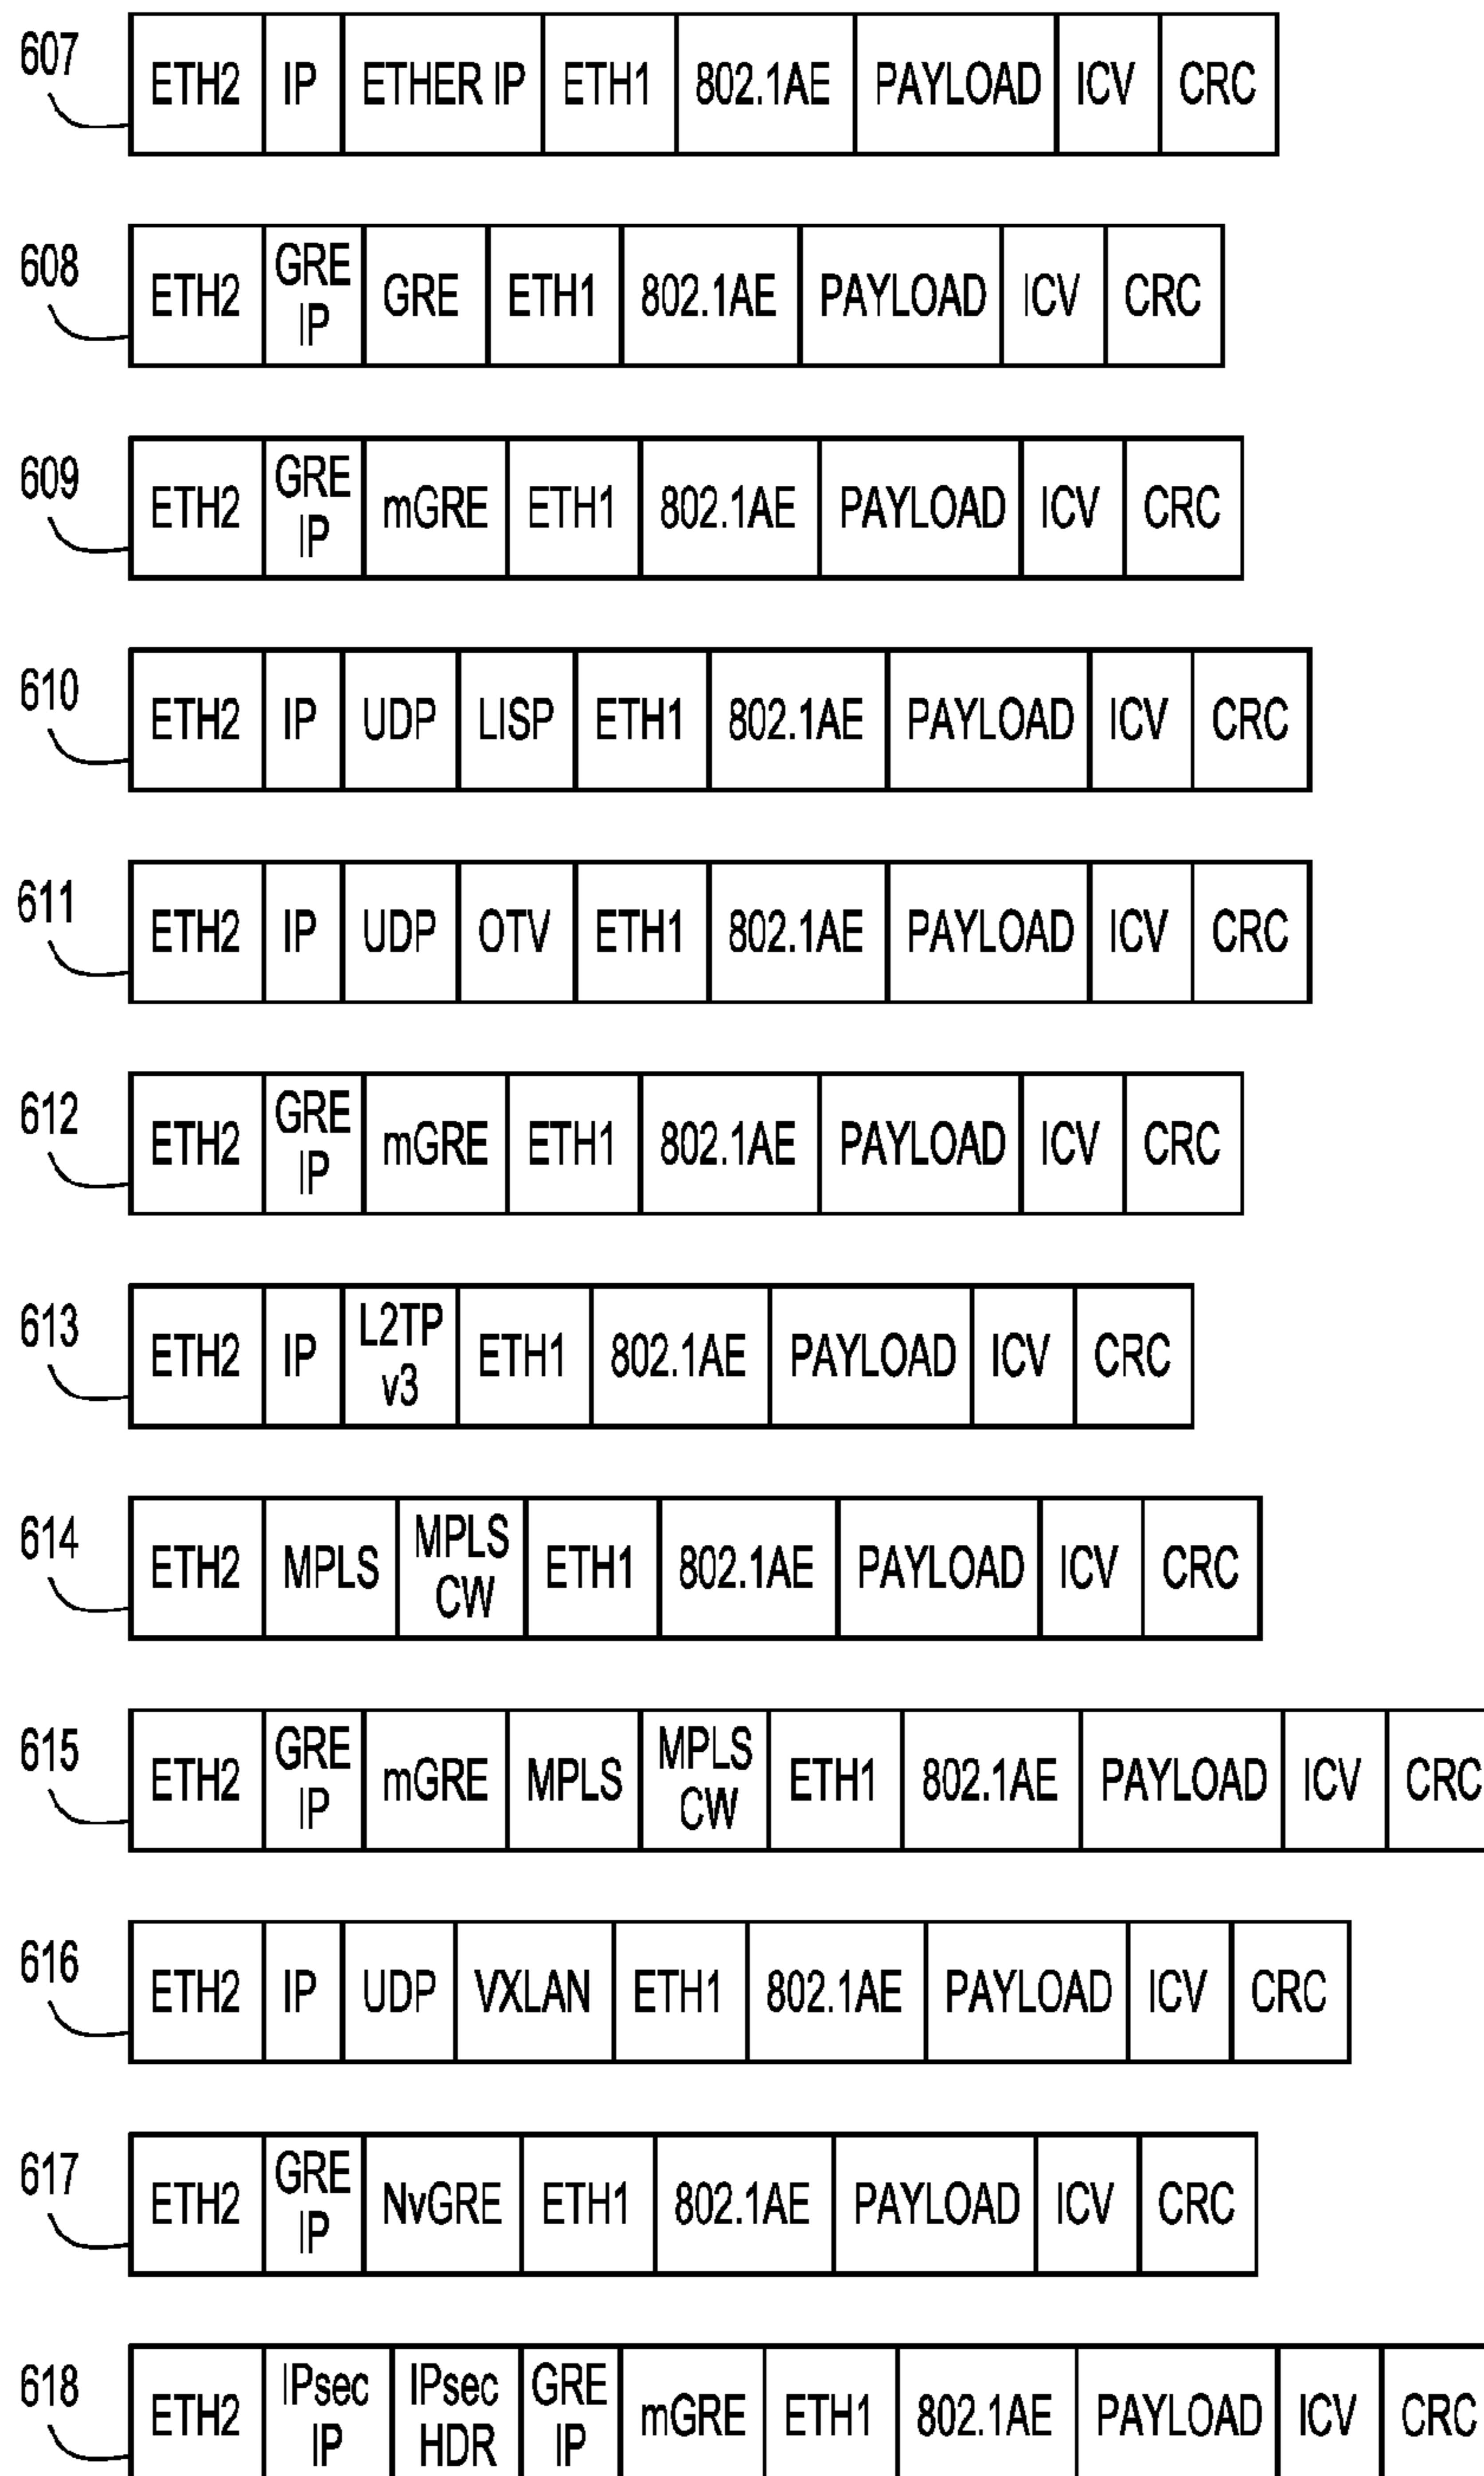 607 ETH2 IP ETHER IP ETH1 802.1AE PAYLOAD ICV CRC
608 ETH2 GRE IP GRE ETH1 802.1AE PAYLOAD ICV CRC
609 ETH2 GRE IP mGRE ETH1 802.1AE PAYLOAD ICV CRC
610 ETH2 IP UDP LISP ETH1 802.1AE PAYLOAD ICV CRC
611 ETH2 IP UDP OTV ETH1 802.1AE PAYLOAD ICV CRC
612 ETH2 GRE IP mGRE ETH1 802.1AE PAYLOAD ICV CRC
613 ETH2 IP L2TP v3 ETH1 802.1AE PAYLOAD ICV CRC
614 ETH2 MPLS MPLS CW ETH1 802.1AE PAYLOAD ICV CRC
615 ETH2 GRE IP mGRE MPLS MPLS CW ETH1 802.1AE PAYLOAD ICV CRC
616 ETH2 IP UDP VXLAN ETH1 802.1AE PAYLOAD ICV CRC
617 ETH2 GRE IP NvGRE ETH1 802.1AE PAYLOAD ICV CRC
618 ETH2 IPsec IP IPsec HDR GRE IP mGRE ETH1 802.1AE PAYLOAD ICV CRC